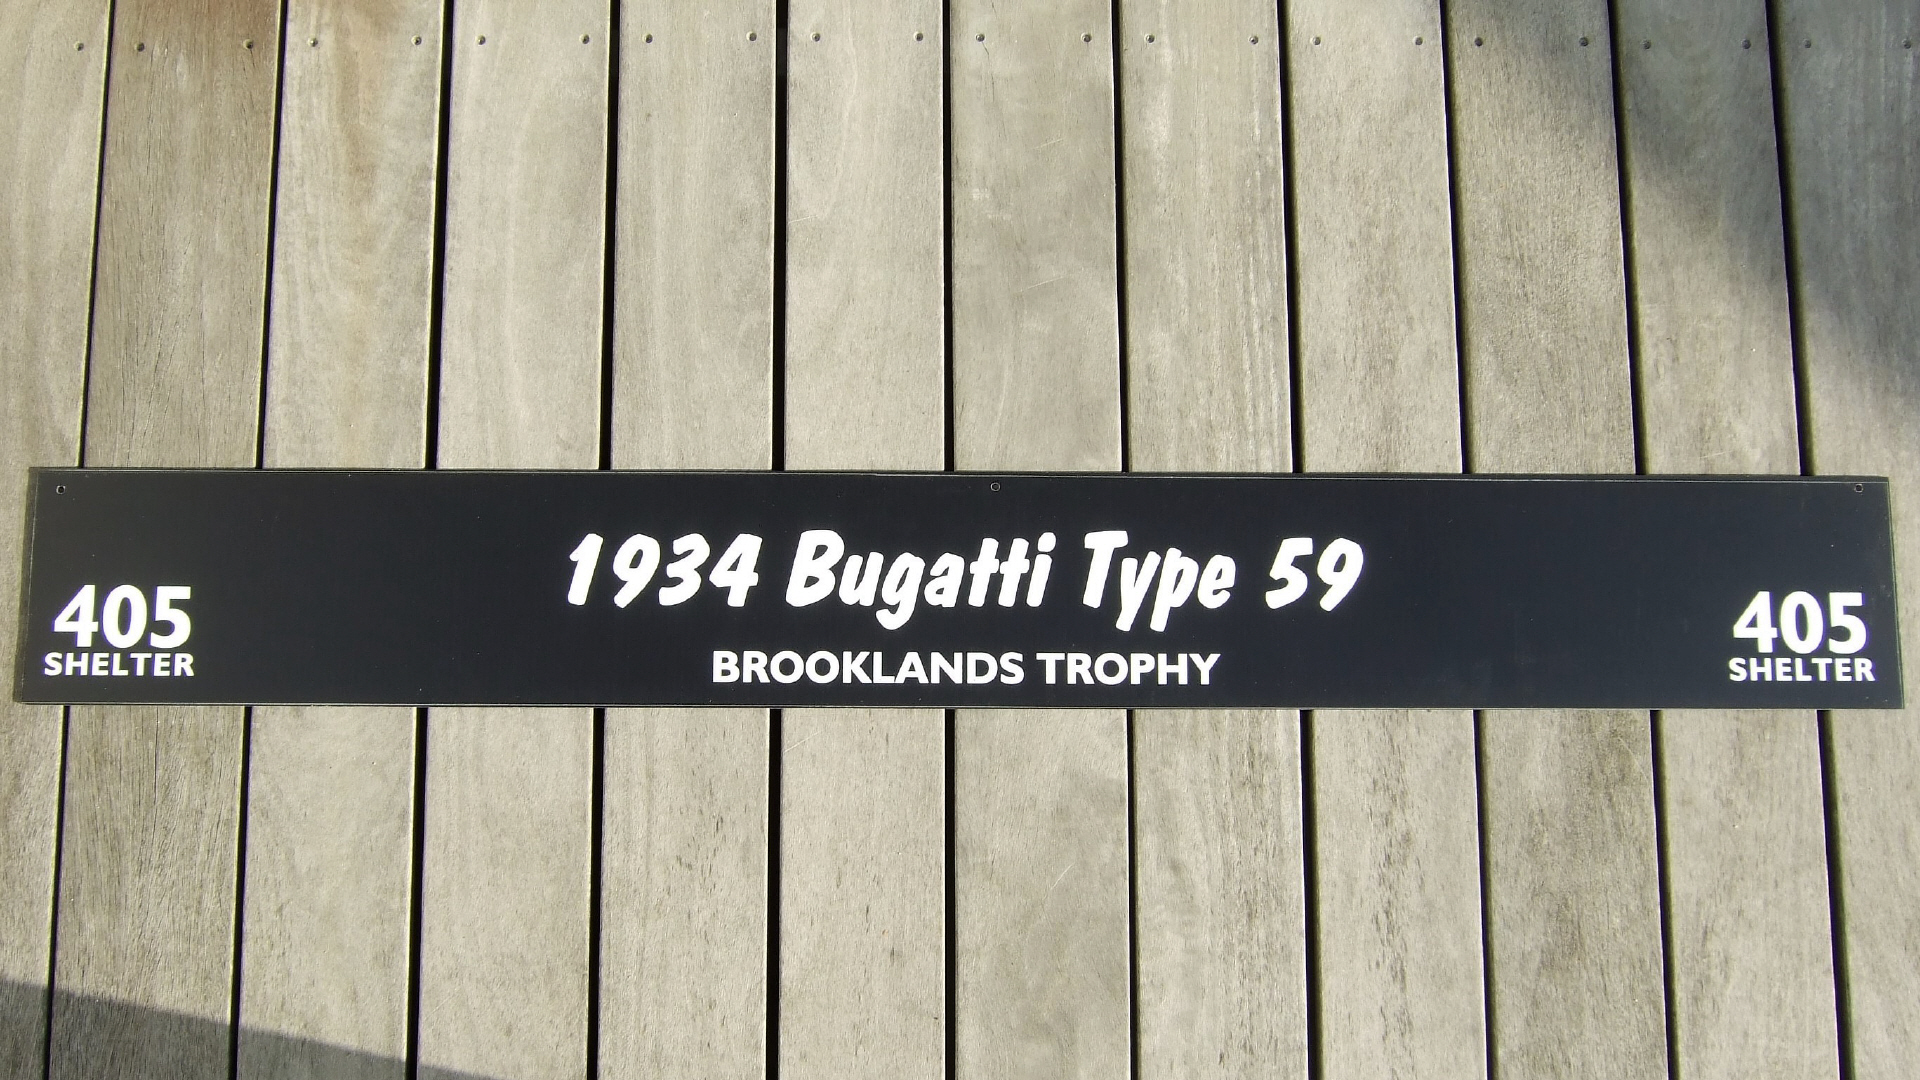 1934 Bugatti Type 59
BROOKLANDS TROPHY
405
SHELTER
405
SHELTER